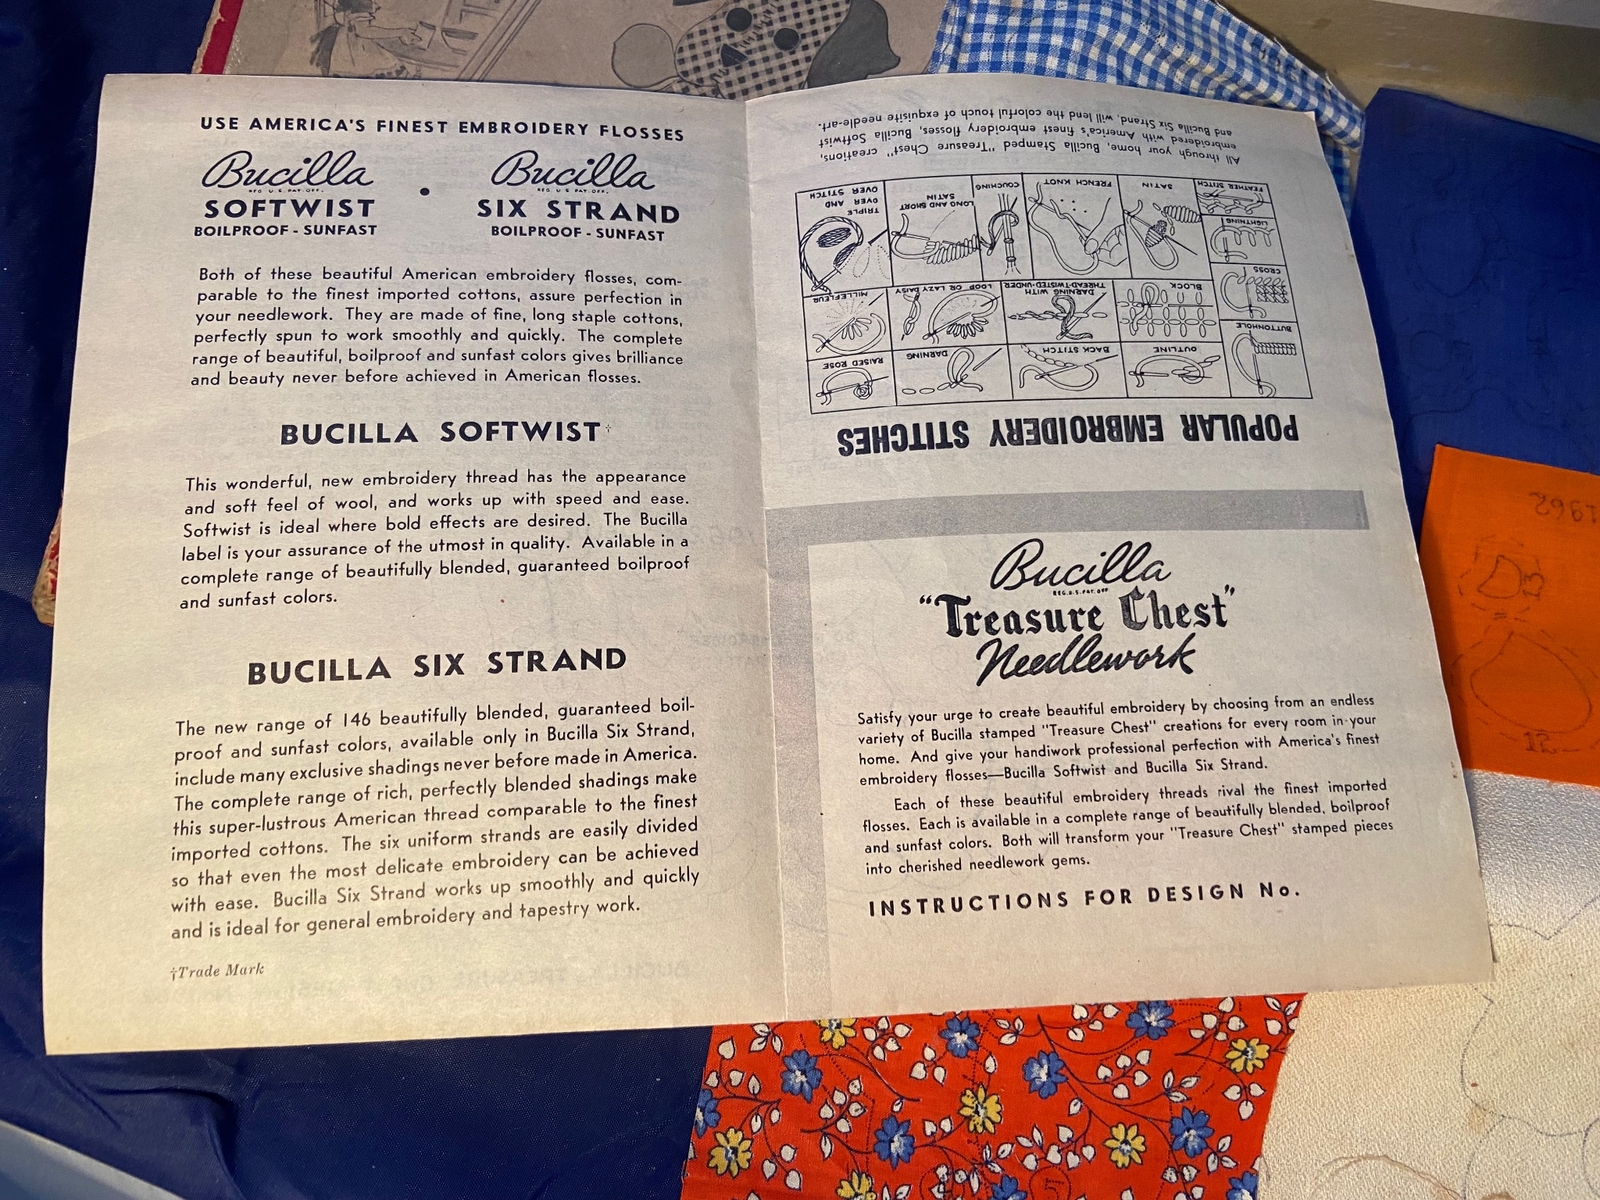 USE AMERICA'S FINEST EMBROIDERY FLOSSES
Bucilla
REG. U.S. PAT. OFF.
SOFTWIST
BOILPROOF - SUNFAST
•
Bucilla
REG. U.S. PAT. OFF.
SIX STRAND
BOILPROOF - SUNFAST
Both of these beautiful American embroidery flosses, com-
parable to the finest imported cottons, assure perfection in
your needlework. They are made of fine, long staple cottons,
perfectly spun to work smoothly and quickly. The complete
range of beautiful, boilproof and sunfast colors gives brilliance
and beauty never before achieved in American flosses.
BUCILLA SOFTWIST†
This wonderful, new embroidery thread has the appearance
and soft feel of wool, and works up with speed and ease.
Softwist is ideal where bold effects are desired. The Bucilla
label is your assurance of the utmost in quality. Available in a
complete range of beautifully blended, guaranteed boilproof
and sunfast colors.
BUCILLA SIX STRAND
The new range of 146 beautifully blended, guaranteed boil-
proof and sunfast colors, available only in Bucilla Six Strand,
include many exclusive shadings never before made in America.
The complete range of rich, perfectly blended shadings make
this super-lustrous American thread comparable to the finest
imported cottons. The six uniform strands are easily divided
so that even the most delicate embroidery can be achieved
with ease. Bucilla Six Strand works up smoothly and quickly
and is ideal for general embroidery and tapestry work.
†Trade Mark
POPULAR EMBROIDERY STITCHES
BUTTONHOLE
OUTLINE
BACK STITCH
DARNING
RAISED ROSE
CROSS
BLOCK
DARNING WITH
THREAD-TWISTED-UNDER
LOOP OR LAZY DAISY
MILLEFLEUR
LIGHTNING
FEATHER STITCH
SATIN
FRENCH KNOT
COUCHING
LONG AND SHORT
SATIN
TRIPLE
OVER AND
OVER STITCH
All through your home, Bucilla Stamped "Treasure Chest" creations,
embroidered with America's finest embroidery flosses, Bucilla Softwist
and Bucilla Six Strand, will lend the colorful touch of exquisite needle-art.
Bucilla
REG. U.S. PAT. OFF
"Treasure Chest"
Needlework
Satisfy your urge to create beautiful embroidery by choosing from an endless
variety of Bucilla stamped "Treasure Chest" creations for every room in your
home. And give your handiwork professional perfection with America's finest
embroidery flosses—Bucilla Softwist and Bucilla Six Strand.
Each of these beautiful embroidery threads rival the finest imported
flosses. Each is available in a complete range of beautifully blended, boilproof
and sunfast colors. Both will transform your "Treasure Chest" stamped pieces
into cherished needlework gems.
INSTRUCTIONS FOR DESIGN No.
1962
13
12
5